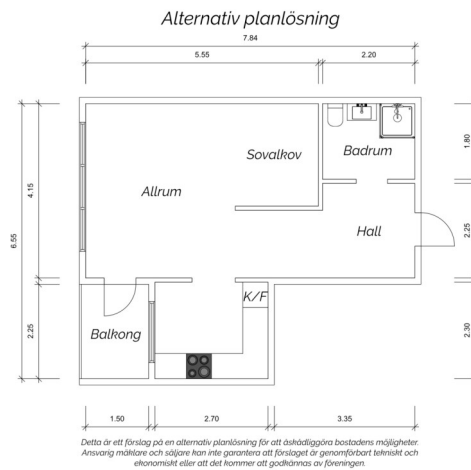 Alternativ planlösning
7.84
5.55
2.20
Sovalkov
Badrum
1.80
4.15
Allrum
6.55
Hall
2.25
K/F
2.25
Balkong
2.30
1.50
2.70
3.35
Detta är ett förslag på en alternativ planlösning för att åskådliggöra bostadens möjligheter.
Ansvarig mäklare och säljare kan inte garantera att förslaget är genomförbart tekniskt och
ekonomiskt eller att det kommer att godkännas av föreningen.